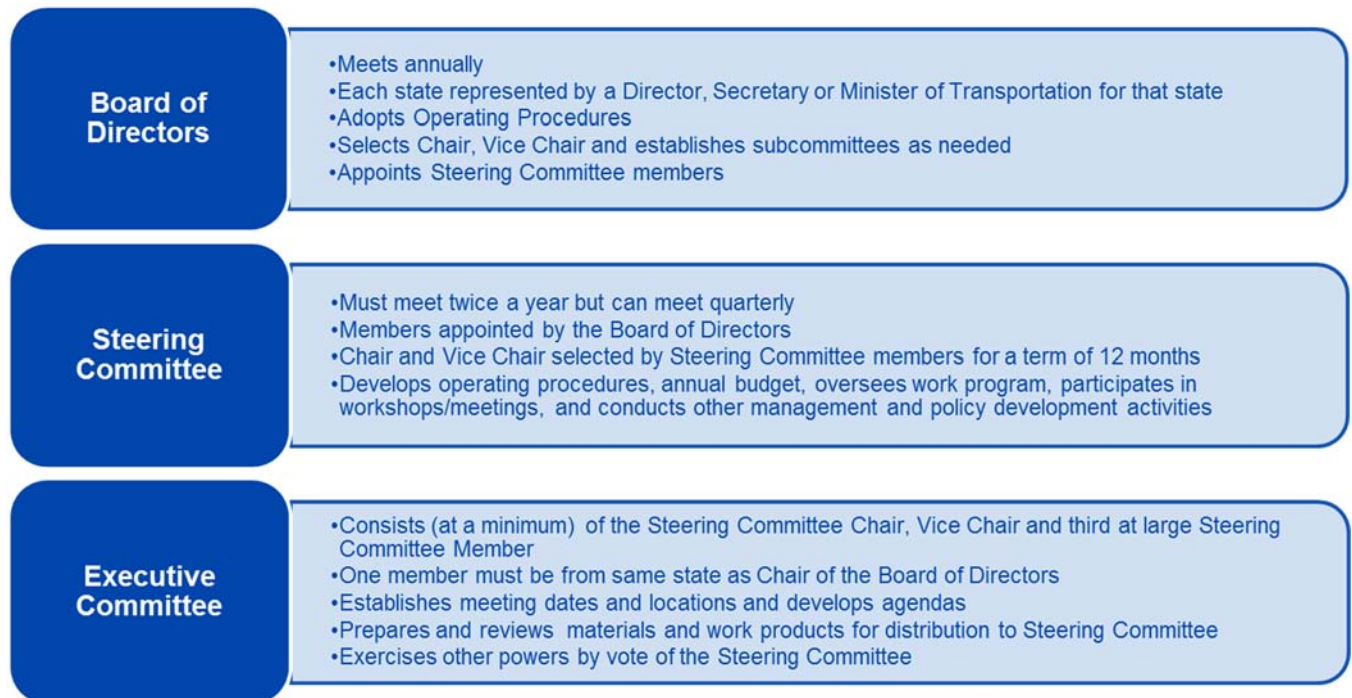 Board of
Directors
•Meets annually
•Each state represented by a Director, Secretary or Minister of Transportation for that state
•Adopts Operating Procedures
•Selects Chair, Vice Chair and establishes subcommittees as needed
•Appoints Steering Committee members
Steering
Committee
•Must meet twice a year but can meet quarterly
•Members appointed by the Board of Directors
•Chair and Vice Chair selected by Steering Committee members for a term of 12 months
•Develops operating procedures, annual budget, oversees work program, participates in
workshops/meetings, and conducts other management and policy development activities
Executive
Committee
•Consists (at a minimum) of the Steering Committee Chair, Vice Chair and third at large Steering
Committee Member
•One member must be from same state as Chair of the Board of Directors
•Establishes meeting dates and locations and develops agendas
•Prepares and reviews materials and work products for distribution to Steering Committee
•Exercises other powers by vote of the Steering Committee